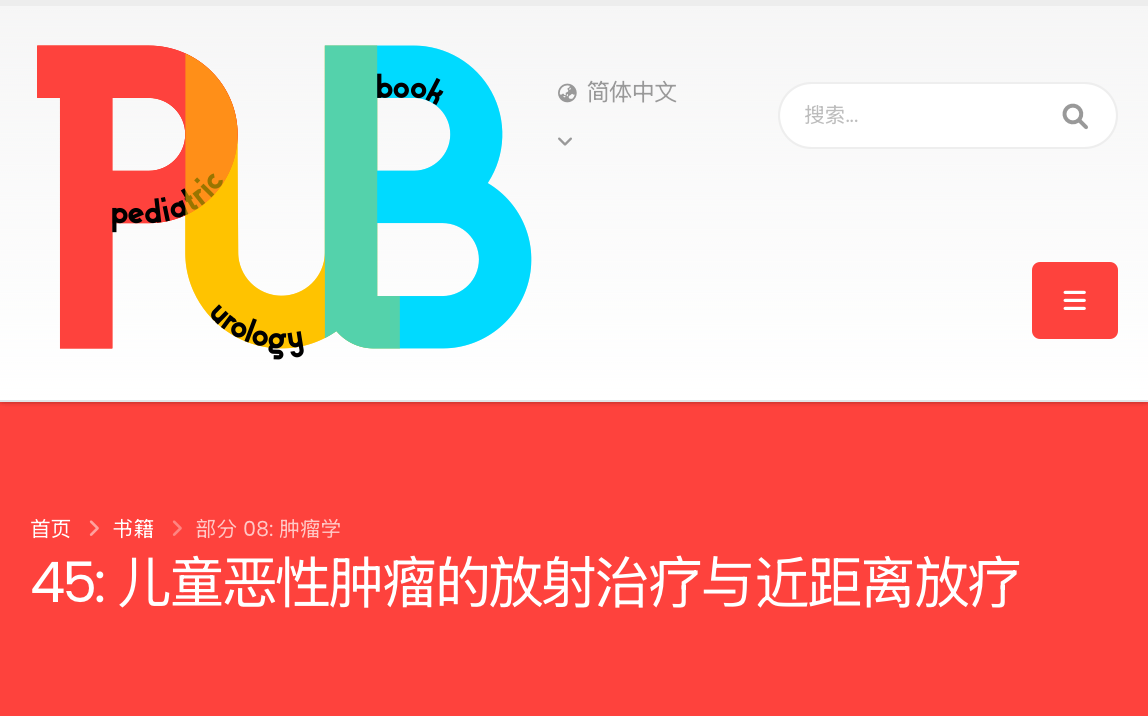 PUB
book
pediatric
urology
简体中文
搜索...
首页 书籍 部分 08: 肿瘤学
45: 儿童恶性肿瘤的放射治疗与近距离放疗